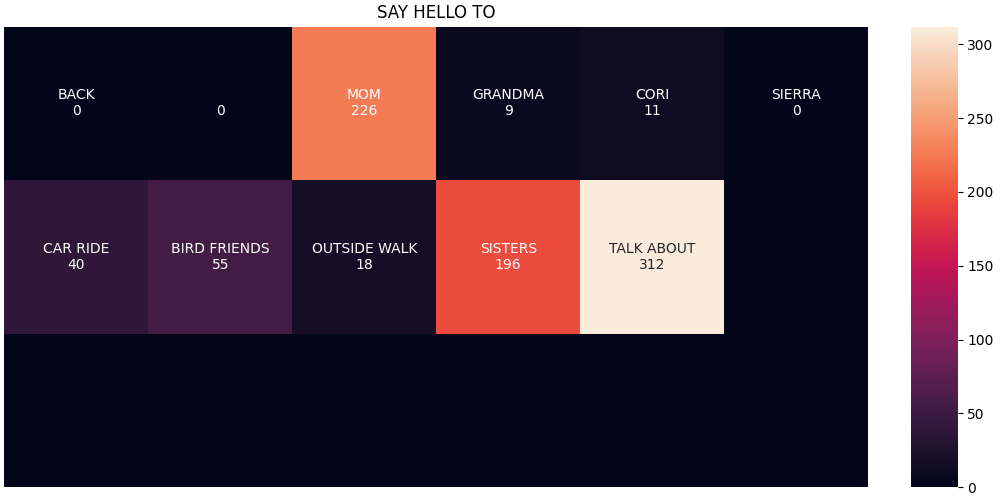 SAY HELLO TO
BACK
0
0
MOM
226
GRANDMA
9
CORI
11
SIERRA
0
CAR RIDE
40
BIRD FRIENDS
55
OUTSIDE WALK
18
SISTERS
196
TALK ABOUT
312
300
250
200
150
100
50
0